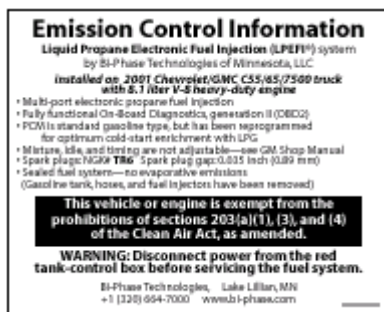 Emission Control Information
Liquid Propane Electronic Fuel Injection (LPEFI®) system
by Bi-Phase Technologies of Minnesota, LLC
installed on 2001 Chevrolet/GMC C55/65/7500 truck
with 8.1 liter V-8 heavy-duty engine
• Multi-port electronic propane fuel injection
• Fully functional On-Board Diagnostics, generation II (OBD2)
• PCM is standard gasoline type, but has been reprogrammed
for optimum cold-start enrichment with LPG
• Mixture, idle, and timing are not adjustable—see GM Shop Manual
• Spark plugs: NGK® TR6 Spark plug gap: 0.035 inch (0.89 mm)
• Sealed fuel system—no evaporative emissions
(Gasoline tank, hoses, and fuel injectors have been removed)
This vehicle or engine is exempt from the
prohibitions of sections 203(a)(1), (3), and (4)
of the Clean Air Act, as amended.
WARNING: Disconnect power from the red
tank-control box before servicing the fuel system.
Bi-Phase Technologies, Lake Lillian, MN
+1 (320) 664-7000 www.bi-phase.com